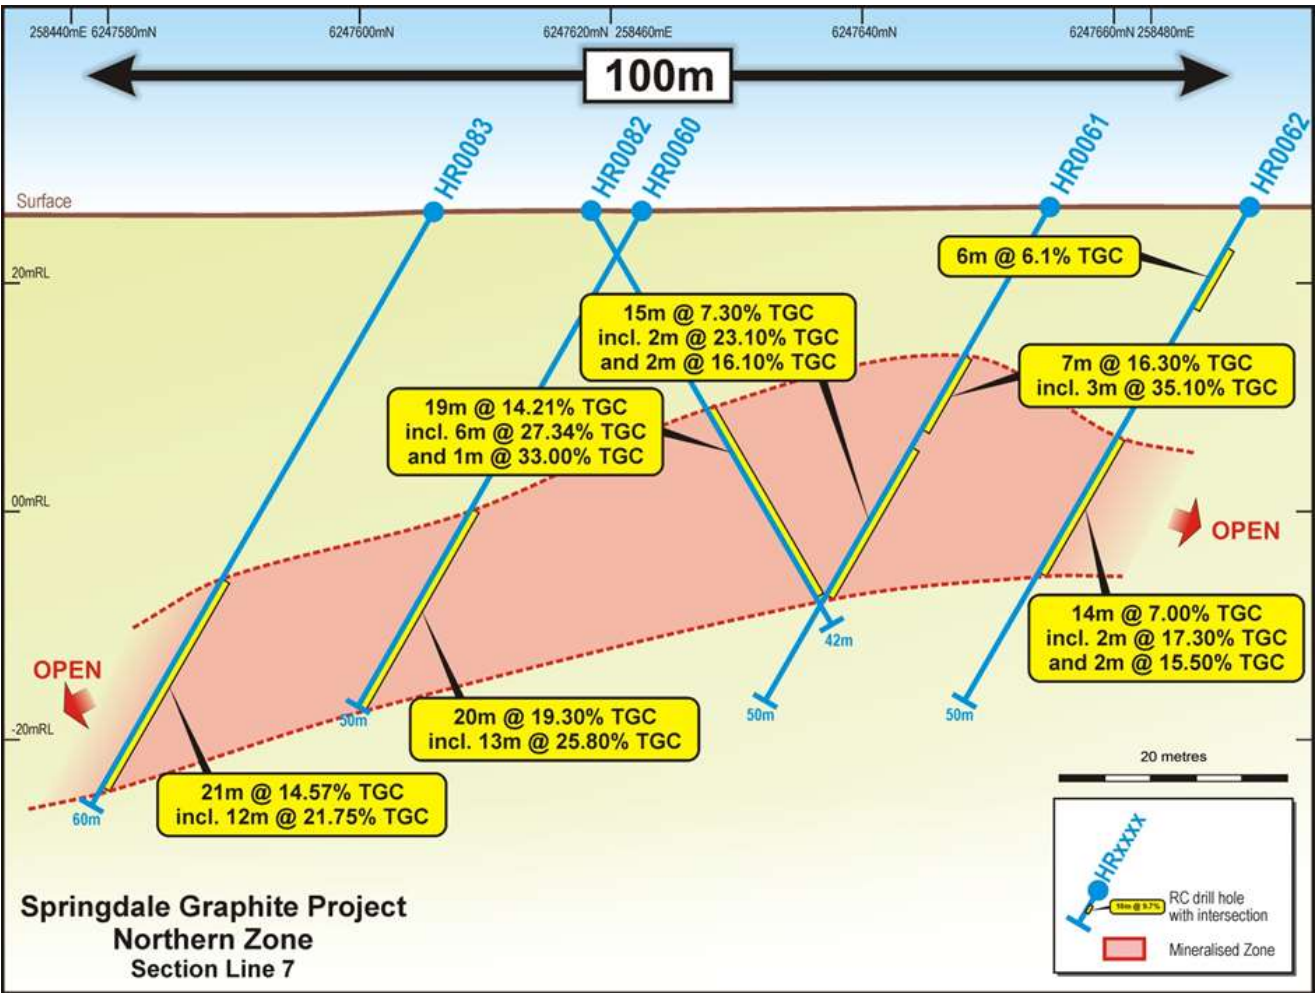 258440mE 6247580mN 6247600mN 6247620mN 258460mE 6247640mN 6247660mN 258480mE
100m
HR0083
HR0082
HR0060
HR0061
HR0062
Surface
20mRL
00mRL
-20mRL
6m @ 6.1% TGC
15m @ 7.30% TGC
incl. 2m @ 23.10% TGC
and 2m @ 16.10% TGC
7m @ 16.30% TGC
incl. 3m @ 35.10% TGC
19m @ 14.21% TGC
incl. 6m @ 27.34% TGC
and 1m @ 33.00% TGC
OPEN
14m @ 7.00% TGC
incl. 2m @ 17.30% TGC
and 2m @ 15.50% TGC
OPEN
42m
50m
50m
50m
20m @ 19.30% TGC
incl. 13m @ 25.80% TGC
21m @ 14.57% TGC
incl. 12m @ 21.75% TGC
60m
20 metres
HRxxxx
18m @ 9.7%
RC drill hole
with intersection
Mineralised Zone
Springdale Graphite Project
Northern Zone
Section Line 7